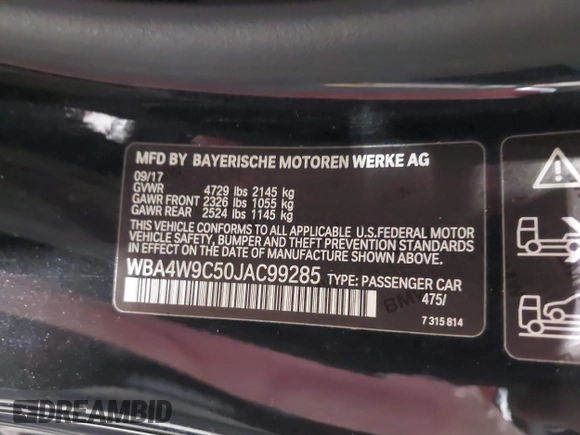 MFD BY BAYERISCHE MOTOREN WERKE AG
09/17
GVWR 4729 lbs 2145 kg
GAWR FRONT 2326 lbs 1055 kg
GAWR REAR 2524 lbs 1145 kg
THIS VEHICLE CONFORMS TO ALL APPLICABLE U.S.FEDERAL MOTOR
VEHICLE SAFETY, BUMPER AND THEFT PREVENTION STANDARDS
IN EFFECT ON THE DATE OF MANUFACTURE SHOWN ABOVE.
WBA4W9C50JAC99285 TYPE: PASSENGER CAR
475/
7 315 814
DREAMBID